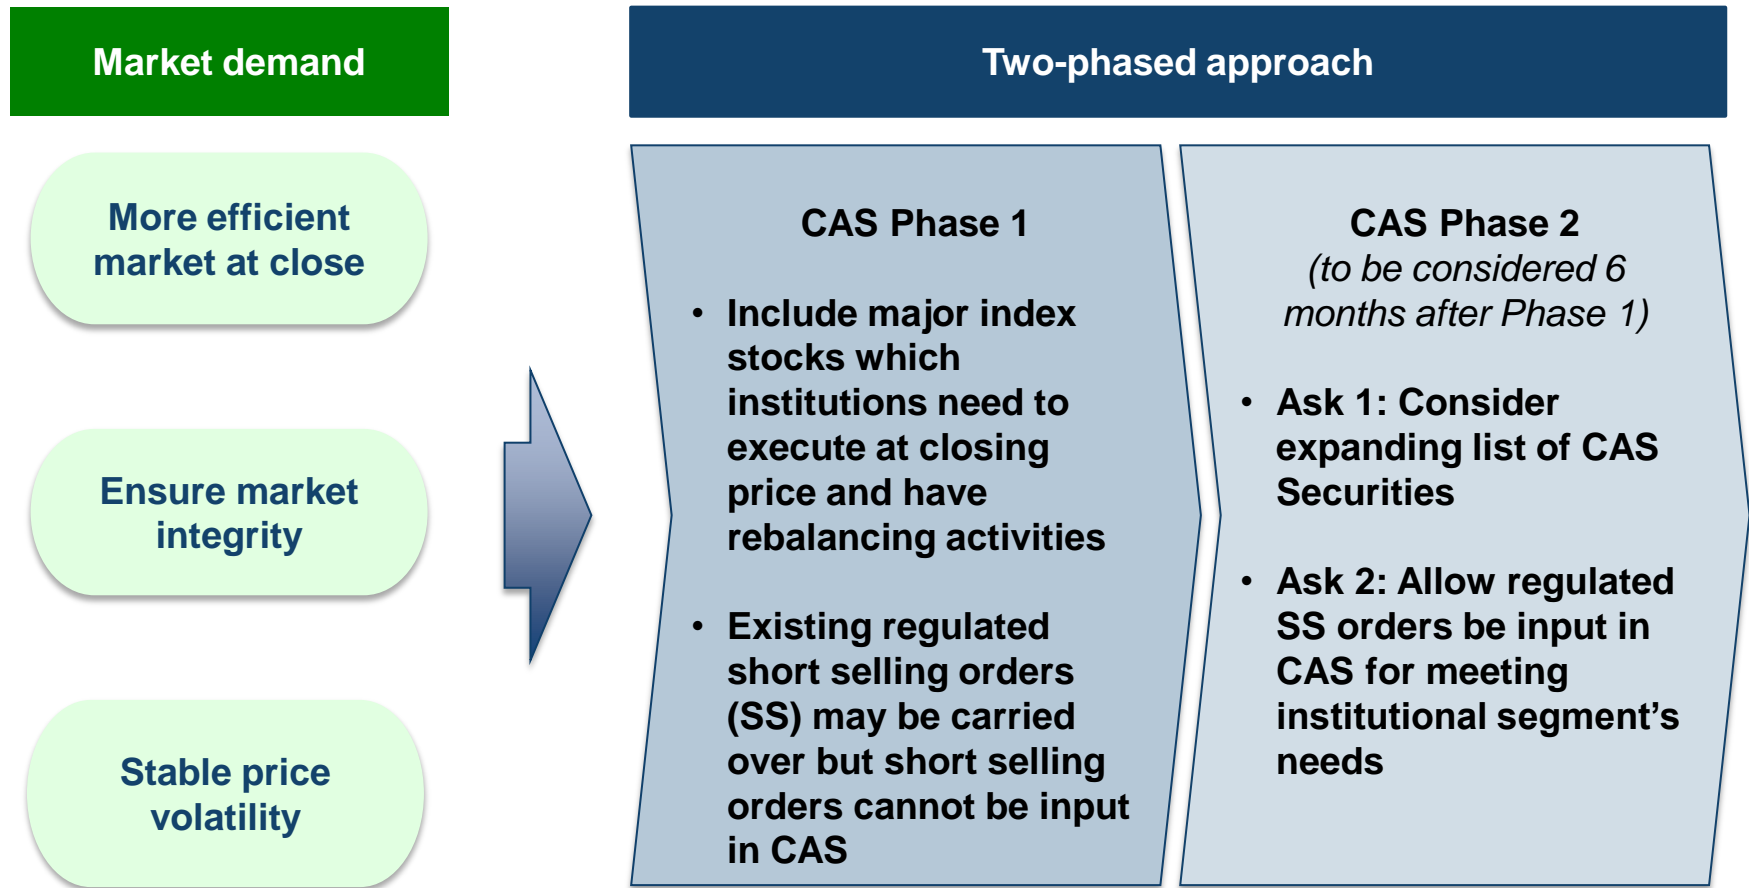 Market demand
More efficient
market at close
Ensure market
integrity
Stable price
volatility
Two-phased approach
CAS Phase 1
• Include major index
stocks which
institutions need to
execute at closing
price and have
rebalancing activities
• Existing regulated
short selling orders
(SS) may be carried
over but short selling
orders cannot be input
in CAS
CAS Phase 2
(to be considered 6
months after Phase 1)
• Ask 1: Consider
expanding list of CAS
Securities
• Ask 2: Allow regulated
SS orders be input in
CAS for meeting
institutional segment’s
needs